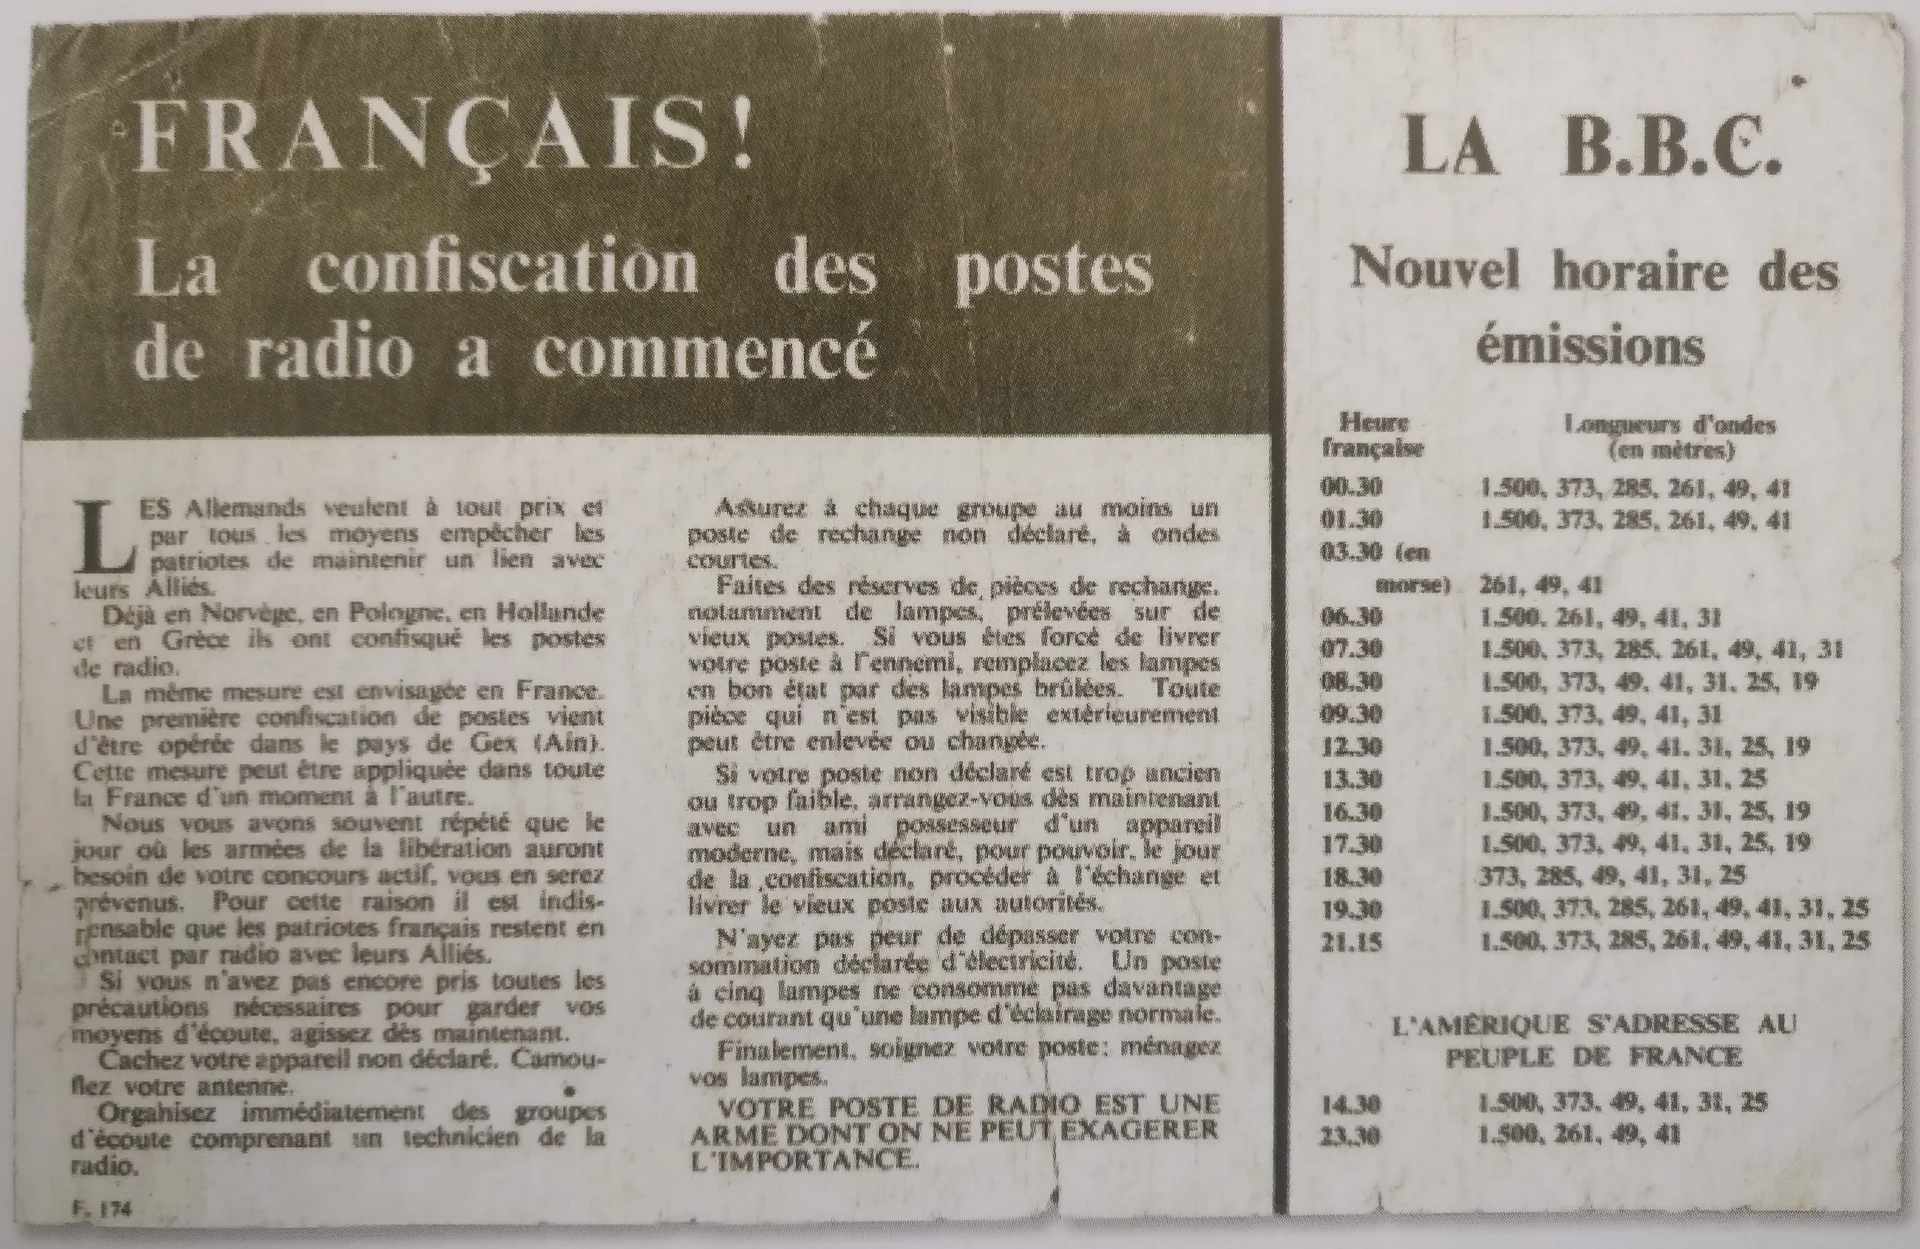 FRANÇAIS!
La confiscation des postes
de radio a commencé
LES Allemands veulent à tout prix et
par tous les moyens empêcher les
patriotes de maintenir un lien avec
leurs Alliés.
Déjà en Norvège, en Pologne, en Hollande
et en Grèce ils ont confisqué les postes
de radio.
La même mesure est envisagée en France.
Une première confiscation de postes vient
d'être opérée dans le pays de Gex (Ain).
Cette mesure peut être appliquée dans toute
la France d'un moment à l'autre.
Nous vous avons souvent répété que le
jour où les armées de la libération auront
besoin de votre concours actif, vous en serez
prévenus. Pour cette raison il est indis-
pensable que les patriotes français restent en
contact par radio avec leurs Alliés.
Si vous n'avez pas encore pris toutes les
précautions nécessaires pour garder vos
moyens d'écoute, agissez dès maintenant.
Cachez votre appareil non déclaré. Camou-
flez votre antenne.
Organisez immédiatement des groupes
d'écoute comprenant un technicien de la
radio.
F. 174
Assurez à chaque groupe au moins un
poste de rechange non déclaré, à ondes
courtes.
Faites des réserves de pièces de rechange,
notamment de lampes, prélevées sur de
vieux postes. Si vous êtes forcé de livrer
votre poste à l'ennemi, remplacez les lampes
en bon état par des lampes brûlées. Toute
pièce qui n'est pas visible extérieurement
peut être enlevée ou changée.
Si votre poste non déclaré est trop ancien
ou trop faible, arrangez-vous dès maintenant
avec un ami possesseur d'un appareil
moderne, mais déclaré, pour pouvoir, le jour
de la confiscation, procéder à l'échange et
livrer le vieux poste aux autorités.
N'ayez pas peur de dépasser votre con-
sommation déclarée d'électricité. Un poste
à cinq lampes ne consomme pas davantage
de courant qu'une lampe d'éclairage normale.
Finalement, soignez votre poste: ménagez
vos lampes.
VOTRE POSTE DE RADIO EST UNE
ARME DONT ON NE PEUT EXAGERER
L'IMPORTANCE.
LA B.B.C.
Nouvel horaire des
émissions
Heure française Longueurs d'ondes (en mètres)
00.30 1.500, 373, 285, 261, 49, 41
01.30 1.500, 373, 285, 261, 49, 41
03.30 (en
morse) 261, 49, 41
06.30 1.500, 261, 49, 41, 31
07.30 1.500, 373, 285, 261, 49, 41, 31
08.30 1.500, 373, 49, 41, 31, 25, 19
09.30 1.500, 373, 49, 41, 31
12.30 1.500, 373, 49, 41, 31, 25, 19
13.30 1.500, 373, 49, 41, 31, 25
16.30 1.500, 373, 49, 41, 31, 25, 19
17.30 1.500, 373, 49, 41, 31, 25, 19
18.30 373, 285, 49, 41, 31, 25
19.30 1.500, 373, 285, 261, 49, 41, 31, 25
21.15 1.500, 373, 285, 261, 49, 41, 31, 25
L'AMÉRIQUE S'ADRESSE AU
PEUPLE DE FRANCE
14.30 1.500, 373, 49, 41, 31, 25
23.30 1.500, 261, 49, 41